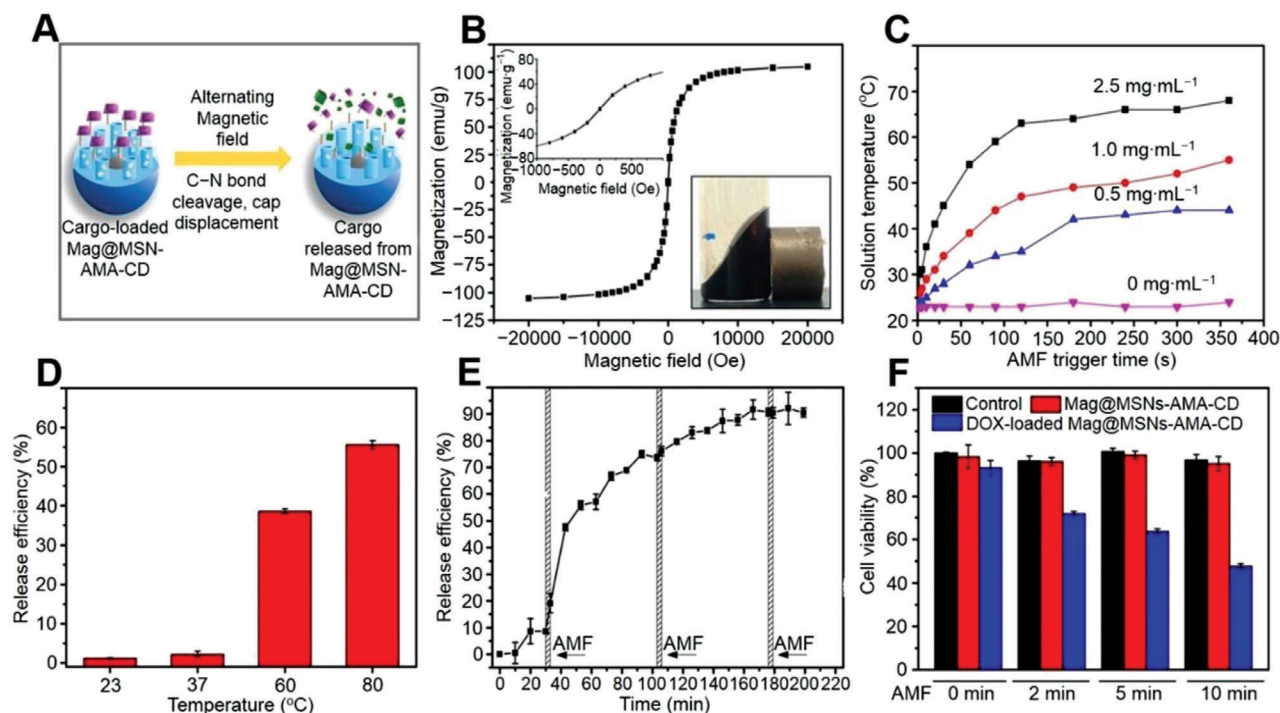 A
Alternating
Magnetic
field
C–N bond
cleavage, cap
displacement
Cargo-loaded
Mag@MSN-
AMA-CD
Cargo
released from
Mag@MSN-
AMA-CD
B
Magnetization (emu/g)
100
75
50
25
0
−25
−50
−75
−100
−125
−20000
−10000
0
10000
20000
Magnetic field (Oe)
Magnetization (emu·g⁻¹)
80
40
0
−40
−80
−1000
−500
0
500
Magnetic field (Oe)
C
Solution temperature (°C)
80
70
60
50
40
30
20
2.5 mg·mL⁻¹
1.0 mg·mL⁻¹
0.5 mg·mL⁻¹
0 mg·mL⁻¹
0 50 100 150 200 250 300 350 400
AMF trigger time (s)
D
Release efficiency (%)
60
50
40
30
20
10
0
23 37 60 80
Temperature (°C)
E
Release efficiency (%)
100
90
80
70
60
50
40
30
20
10
0
AMF
AMF
AMF
0 20 40 60 80 100 120 140 160 180 200 220
Time (min)
F
Cell viability (%)
120
100
80
60
40
20
0
Control
Mag@MSNs-AMA-CD
DOX-loaded Mag@MSNs-AMA-CD
AMF 0 min 2 min 5 min 10 min